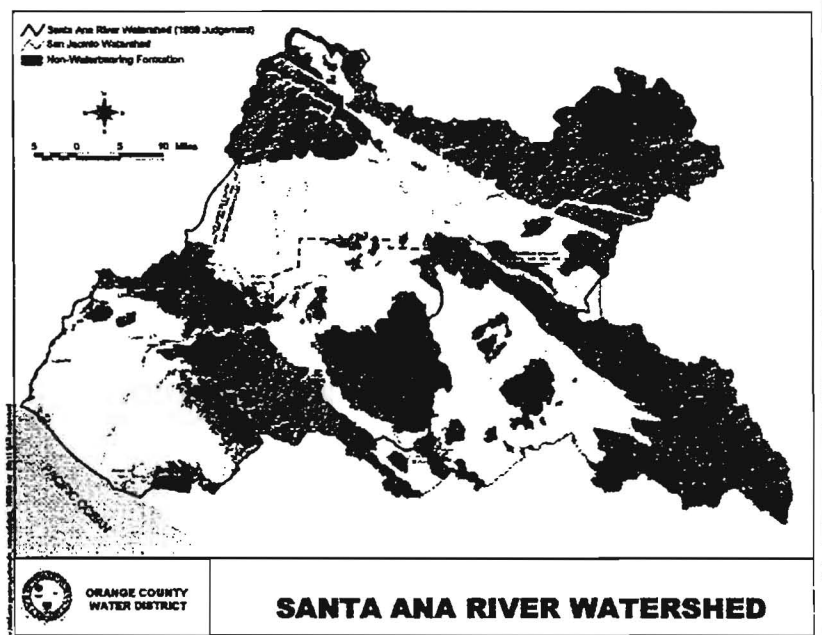 Santa Ana River Watershed (1969 Judgement)
San Jacinto Watershed
Non-Waterbearing Formation
5 0 5 10 Miles
PACIFIC OCEAN
ORANGE COUNTY
WATER DISTRICT
SANTA ANA RIVER WATERSHED